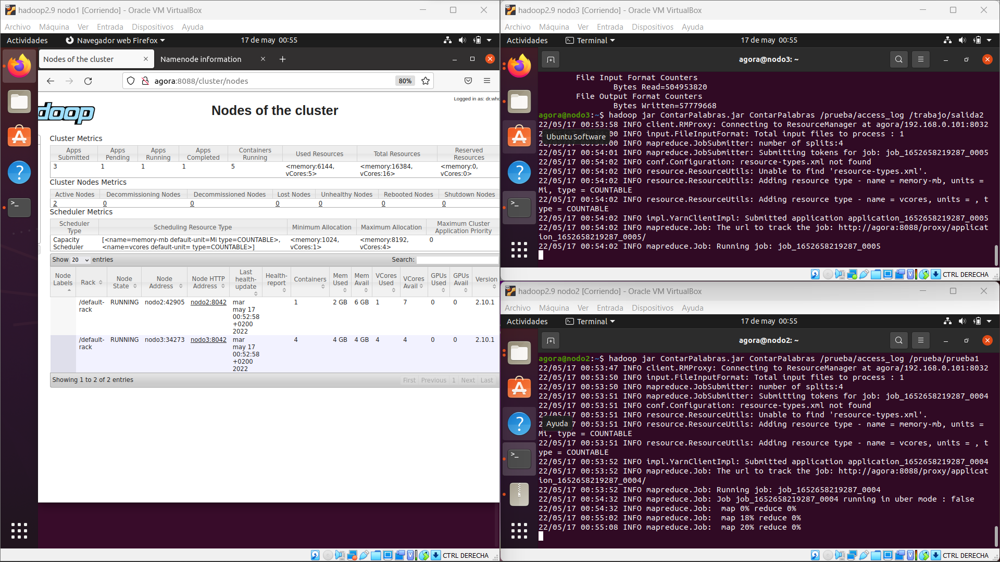 hadoop2.9 nodo1 [Corriendo] - Oracle VM VirtualBox
Archivo Máquina Ver Entrada Dispositivos Ayuda
Actividades Navegador web Firefox 17 de may 00:55
Nodes of the cluster Namenode information
agora:8088/cluster/nodes 80%
Logged in as: dr.who
hadoop
Nodes of the cluster
Cluster Metrics
Apps Submitted Apps Pending Apps Running Apps Completed Containers Running Used Resources Total Resources Reserved Resources
3 1 1 1 5 <memory:6144, vCores:5> <memory:16384, vCores:16> <memory:0, vCores:0>
Cluster Nodes Metrics
Active Nodes Decommissioning Nodes Decommissioned Nodes Lost Nodes Unhealthy Nodes Rebooted Nodes Shutdown Nodes
2 0 0 0 0 0 0
Scheduler Metrics
Scheduler Type Scheduling Resource Type Minimum Allocation Maximum Allocation Maximum Cluster Application Priority
Capacity Scheduler [<name=memory-mb default-unit=Mi type=COUNTABLE>, <name=vcores default-unit= type=COUNTABLE>] <memory:1024, vCores:1> <memory:8192, vCores:4> 0
Show 20 entries Search:
Node Labels Rack Node State Node Address Node HTTP Address Last health-update Health-report Containers Mem Used Mem Avail VCores Used VCores Avail GPUs Used GPUs Avail Version
/default-rack RUNNING nodo2:42905 nodo2:8042 mar may 17 00:52:58 +0200 2022 1 2 GB 6 GB 1 7 0 0 2.10.1
/default-rack RUNNING nodo3:34273 nodo3:8042 mar may 17 00:52:58 +0200 2022 4 4 GB 4 GB 4 4 0 0 2.10.1
Showing 1 to 2 of 2 entries First Previous 1 Next Last
CTRL DERECHA
hadoop2.9 nodo3 [Corriendo] - Oracle VM VirtualBox
Archivo Máquina Ver Entrada Dispositivos Ayuda
Actividades Terminal 17 de may 00:55
agora@nodo3: ~
File Input Format Counters
Bytes Read=504953820
File Output Format Counters
Bytes Written=57779668
agora@nodo3:~$ hadoop jar ContarPalabras.jar ContarPalabras /prueba/access_log /trabajo/salida2
22/05/17 00:53:58 INFO client.RMProxy: Connecting to ResourceManager at agora/192.168.0.101:8032
00 INFO input.FileInputFormat: Total input files to process : 1
Ubuntu Software
00 INFO mapreduce.JobSubmitter: number of splits:4
22/05/17 00:54:01 INFO mapreduce.JobSubmitter: Submitting tokens for job: job_1652658219287_0005
22/05/17 00:54:02 INFO conf.Configuration: resource-types.xml not found
22/05/17 00:54:02 INFO resource.ResourceUtils: Unable to find 'resource-types.xml'.
22/05/17 00:54:02 INFO resource.ResourceUtils: Adding resource type - name = memory-mb, units =
Mi, type = COUNTABLE
22/05/17 00:54:02 INFO resource.ResourceUtils: Adding resource type - name = vcores, units = , t
ype = COUNTABLE
22/05/17 00:54:02 INFO impl.YarnClientImpl: Submitted application application_1652658219287_0005
22/05/17 00:54:02 INFO mapreduce.Job: The url to track the job: http://agora:8088/proxy/applicat
ion_1652658219287_0005/
22/05/17 00:54:02 INFO mapreduce.Job: Running job: job_1652658219287_0005
CTRL DERECHA
hadoop2.9 nodo2 [Corriendo] - Oracle VM VirtualBox
Archivo Máquina Ver Entrada Dispositivos Ayuda
Actividades Terminal 17 de may 00:55
agora@nodo2: ~
agora@nodo2:~$ hadoop jar ContarPalabras.jar ContarPalabras /prueba/access_log /prueba/prueba1
22/05/17 00:53:47 INFO client.RMProxy: Connecting to ResourceManager at agora/192.168.0.101:8032
22/05/17 00:53:50 INFO input.FileInputFormat: Total input files to process : 1
22/05/17 00:53:50 INFO mapreduce.JobSubmitter: number of splits:4
22/05/17 00:53:51 INFO mapreduce.JobSubmitter: Submitting tokens for job: job_1652658219287_0004
22/05/17 00:53:51 INFO conf.Configuration: resource-types.xml not found
22/05/17 00:53:51 INFO resource.ResourceUtils: Unable to find 'resource-types.xml'.
:53:51 INFO resource.ResourceUtils: Adding resource type - name = memory-mb, units =
Ayuda
Mi, type = COUNTABLE
22/05/17 00:53:51 INFO resource.ResourceUtils: Adding resource type - name = vcores, units = , t
ype = COUNTABLE
22/05/17 00:53:52 INFO impl.YarnClientImpl: Submitted application application_1652658219287_0004
22/05/17 00:53:52 INFO mapreduce.Job: The url to track the job: http://agora:8088/proxy/applicat
ion_1652658219287_0004/
22/05/17 00:53:52 INFO mapreduce.Job: Running job: job_1652658219287_0004
22/05/17 00:54:32 INFO mapreduce.Job: Job job_1652658219287_0004 running in uber mode : false
22/05/17 00:54:32 INFO mapreduce.Job: map 0% reduce 0%
22/05/17 00:55:02 INFO mapreduce.Job: map 18% reduce 0%
22/05/17 00:55:08 INFO mapreduce.Job: map 20% reduce 0%
CTRL DERECHA